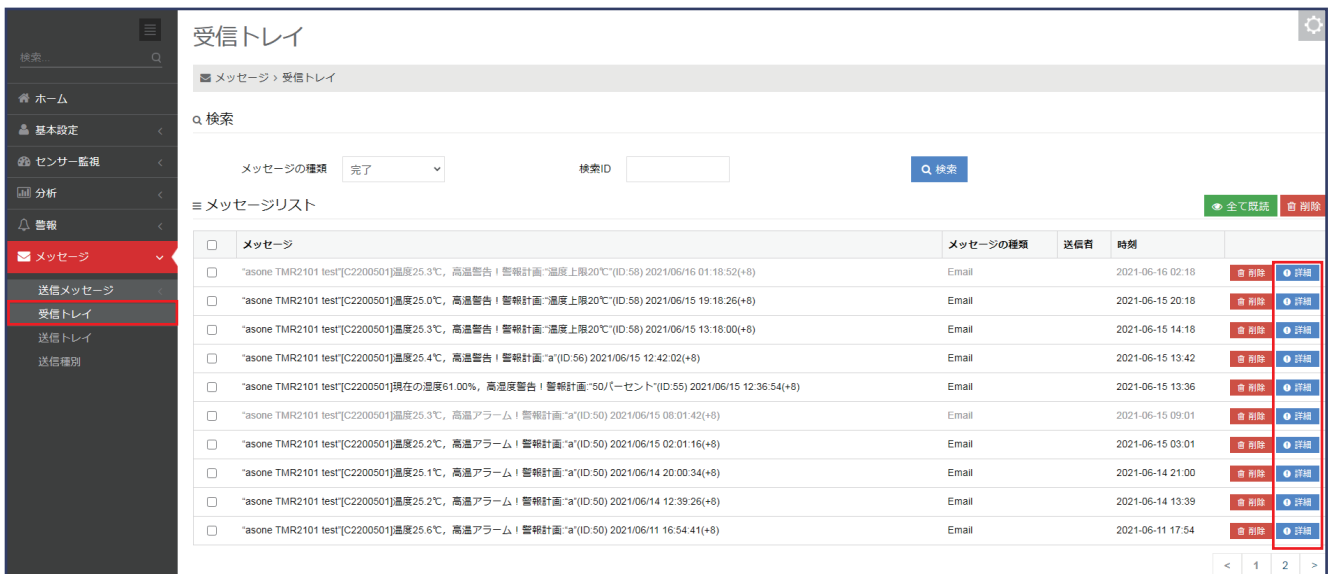 受信トレイ
検索...
メッセージ › 受信トレイ
ホーム
基本設定
センサー監視
分析
警報
メッセージ
送信メッセージ
受信トレイ
送信トレイ
送信種別
検索
メッセージの種類 完了 検索ID 検索
メッセージリスト 全て既読 削除
メッセージ メッセージの種類 送信者 時刻
"asone TMR2101 test"[C2200501]温度25.3℃，高温警告！警報計画:"温度上限20℃"(ID:58) 2021/06/16 01:18:52(+8) Email 2021-06-16 02:18 削除 詳細
"asone TMR2101 test"[C2200501]温度25.0℃，高温警告！警報計画:"温度上限20℃"(ID:58) 2021/06/15 19:18:26(+8) Email 2021-06-15 20:18 削除 詳細
"asone TMR2101 test"[C2200501]温度25.3℃，高温警告！警報計画:"温度上限20℃"(ID:58) 2021/06/15 13:18:00(+8) Email 2021-06-15 14:18 削除 詳細
"asone TMR2101 test"[C2200501]温度25.4℃，高温警告！警報計画:"a"(ID:56) 2021/06/15 12:42:02(+8) Email 2021-06-15 13:42 削除 詳細
"asone TMR2101 test"[C2200501]現在の湿度61.00%，高湿度警告！警報計画:"50パーセント"(ID:55) 2021/06/15 12:36:54(+8) Email 2021-06-15 13:36 削除 詳細
"asone TMR2101 test"[C2200501]温度25.3℃，高温アラーム！警報計画:"a"(ID:50) 2021/06/15 08:01:42(+8) Email 2021-06-15 09:01 削除 詳細
"asone TMR2101 test"[C2200501]温度25.2℃，高温アラーム！警報計画:"a"(ID:50) 2021/06/15 02:01:16(+8) Email 2021-06-15 03:01 削除 詳細
"asone TMR2101 test"[C2200501]温度25.1℃，高温アラーム！警報計画:"a"(ID:50) 2021/06/14 20:00:34(+8) Email 2021-06-14 21:00 削除 詳細
"asone TMR2101 test"[C2200501]温度25.2℃，高温アラーム！警報計画:"a"(ID:50) 2021/06/14 12:39:26(+8) Email 2021-06-14 13:39 削除 詳細
"asone TMR2101 test"[C2200501]温度25.6℃，高温アラーム！警報計画:"a"(ID:50) 2021/06/11 16:54:41(+8) Email 2021-06-11 17:54 削除 詳細
< 1 2 >